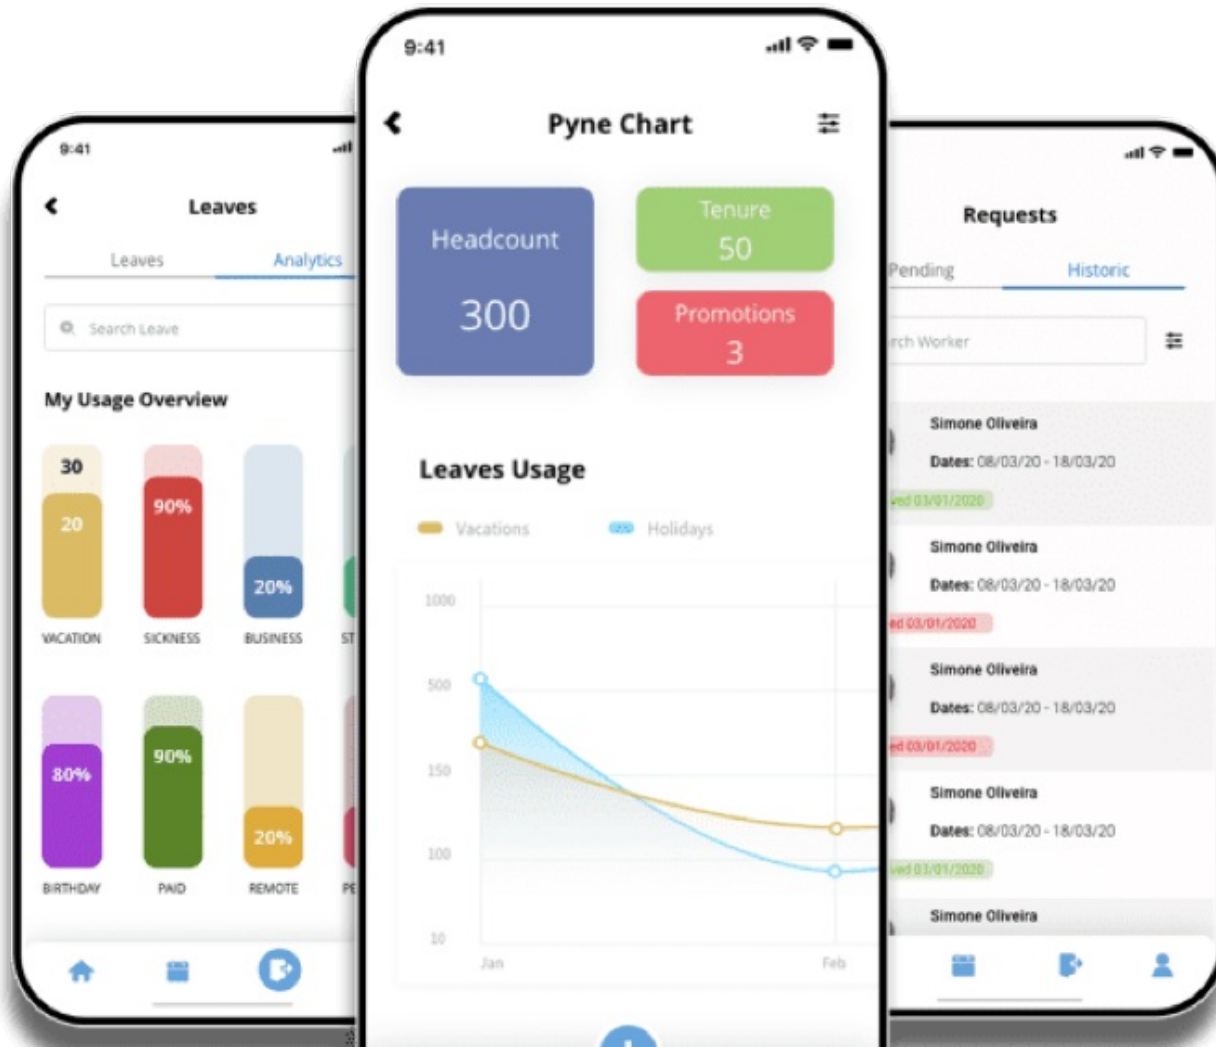 9:41
Leaves
Leaves Analytics
Search Leave
My Usage Overview
30
20
90%
20%
VACATION SICKNESS BUSINESS ST
80%
90%
20%
BIRTHDAY PAID REMOTE PE
9:41
Pyne Chart
Headcount
300
Tenure
50
Promotions
3
Leaves Usage
Vacations Holidays
1000
500
150
100
10
Jan Feb
Requests
Pending Historic
rch Worker
Simone Oliveira
Dates: 08/03/20 - 18/03/20
ved 03/01/2020
Simone Oliveira
Dates: 08/03/20 - 18/03/20
ed 03/01/2020
Simone Oliveira
Dates: 08/03/20 - 18/03/20
ed 03/01/2020
Simone Oliveira
Dates: 08/03/20 - 18/03/20
ved 03/01/2020
Simone Oliveira